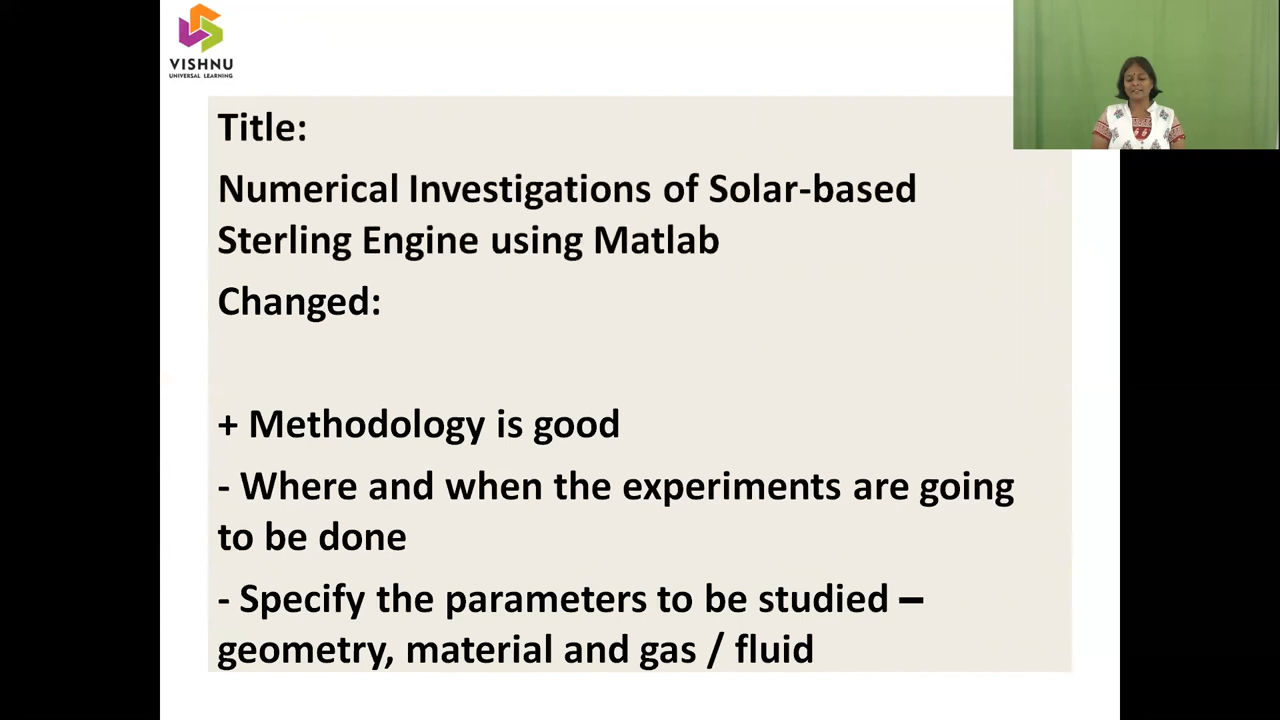 VISHNU
UNIVERSAL LEARNING
Title:
Numerical Investigations of Solar-based
Sterling Engine using Matlab
Changed:
+ Methodology is good
- Where and when the experiments are going
to be done
- Specify the parameters to be studied –
geometry, material and gas / fluid